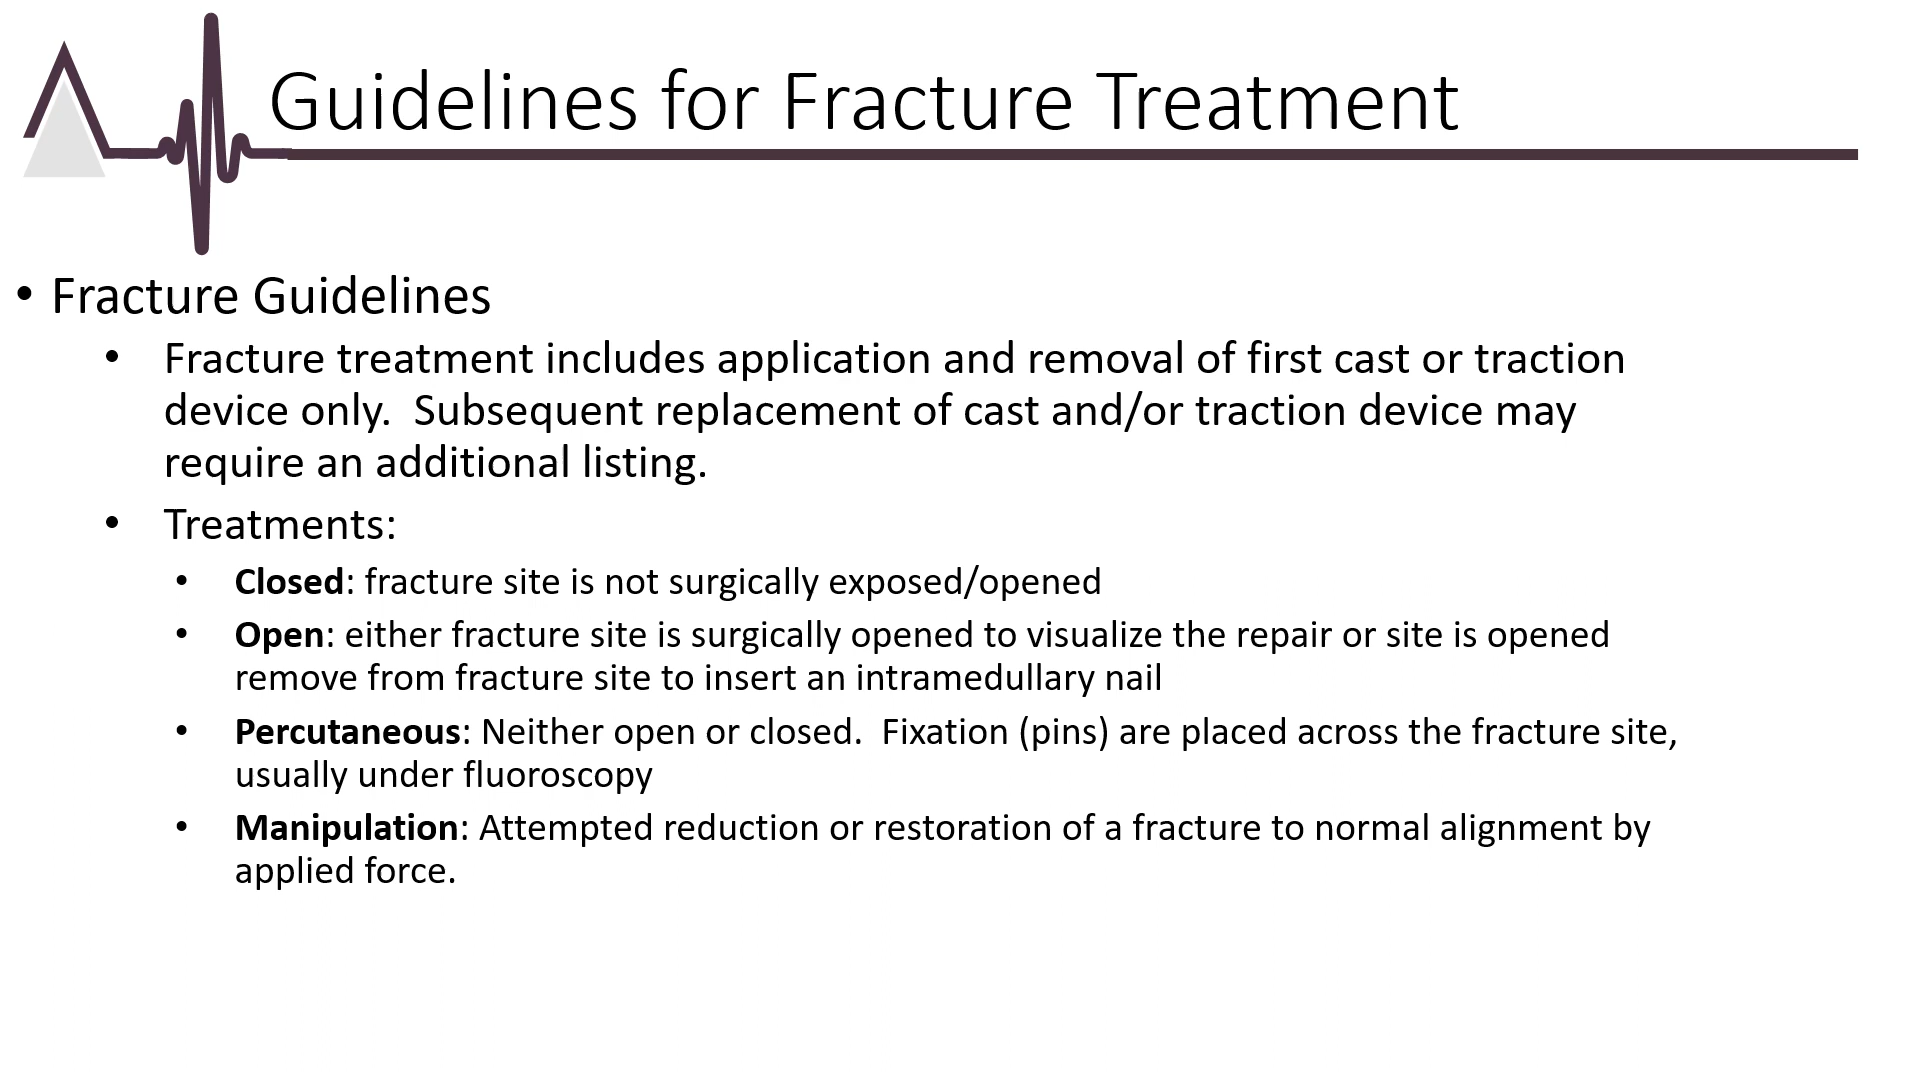 Guidelines for Fracture Treatment
• Fracture Guidelines
• Fracture treatment includes application and removal of first cast or traction
device only.  Subsequent replacement of cast and/or traction device may
require an additional listing.
• Treatments:
• Closed: fracture site is not surgically exposed/opened
• Open: either fracture site is surgically opened to visualize the repair or site is opened
remove from fracture site to insert an intramedullary nail
• Percutaneous: Neither open or closed.  Fixation (pins) are placed across the fracture site,
usually under fluoroscopy
• Manipulation: Attempted reduction or restoration of a fracture to normal alignment by
applied force.